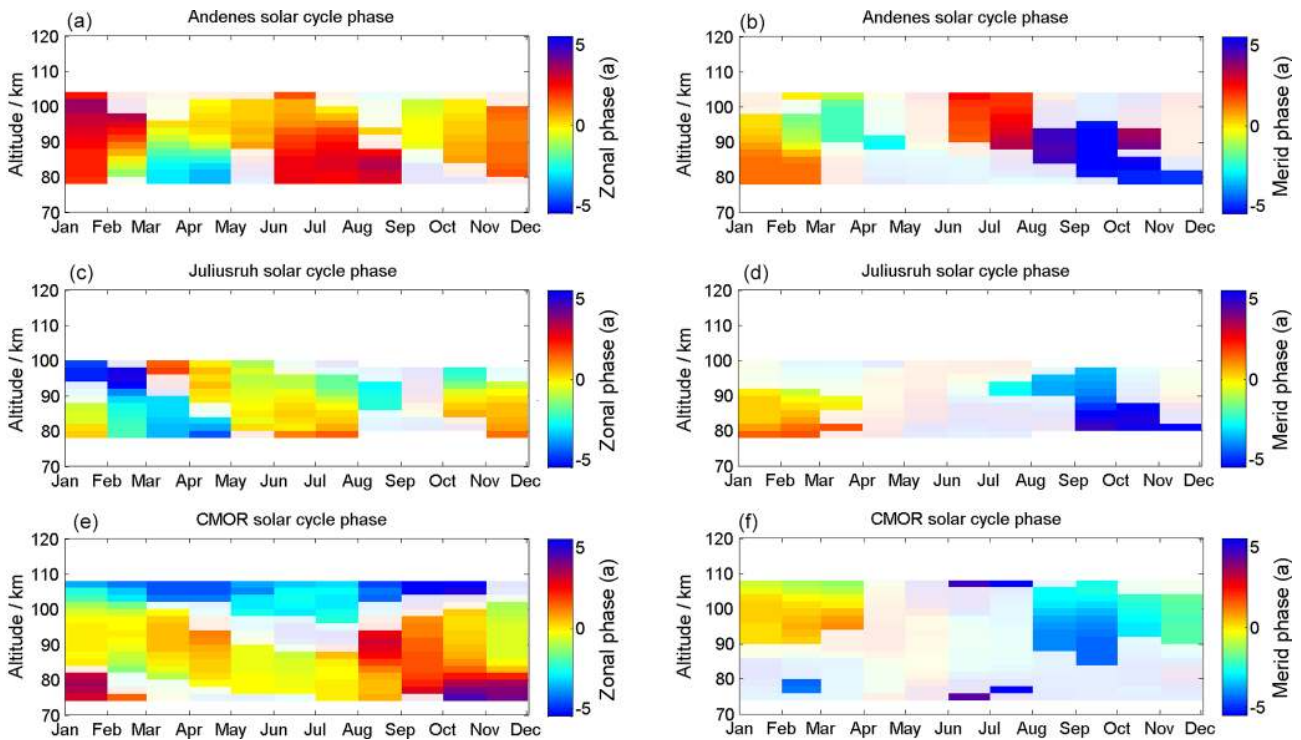 (a) Andenes solar cycle phase
120
110
100
90
80
70
Altitude / km
Jan Feb Mar Apr May Jun Jul Aug Sep Oct Nov Dec
5
0
-5
Zonal phase (a)
(b) Andenes solar cycle phase
120
110
100
90
80
70
Altitude / km
Jan Feb Mar Apr May Jun Jul Aug Sep Oct Nov Dec
5
0
-5
Merid phase (a)
(c) Juliusruh solar cycle phase
120
110
100
90
80
70
Altitude / km
Jan Feb Mar Apr May Jun Jul Aug Sep Oct Nov Dec
5
0
-5
Zonal phase (a)
(d) Juliusruh solar cycle phase
120
110
100
90
80
70
Altitude / km
Jan Feb Mar Apr May Jun Jul Aug Sep Oct Nov Dec
5
0
-5
Merid phase (a)
(e) CMOR solar cycle phase
120
110
100
90
80
70
Altitude / km
Jan Feb Mar Apr May Jun Jul Aug Sep Oct Nov Dec
5
0
-5
Zonal phase (a)
(f) CMOR solar cycle phase
120
110
100
90
80
70
Altitude / km
Jan Feb Mar Apr May Jun Jul Aug Sep Oct Nov Dec
5
0
-5
Merid phase (a)